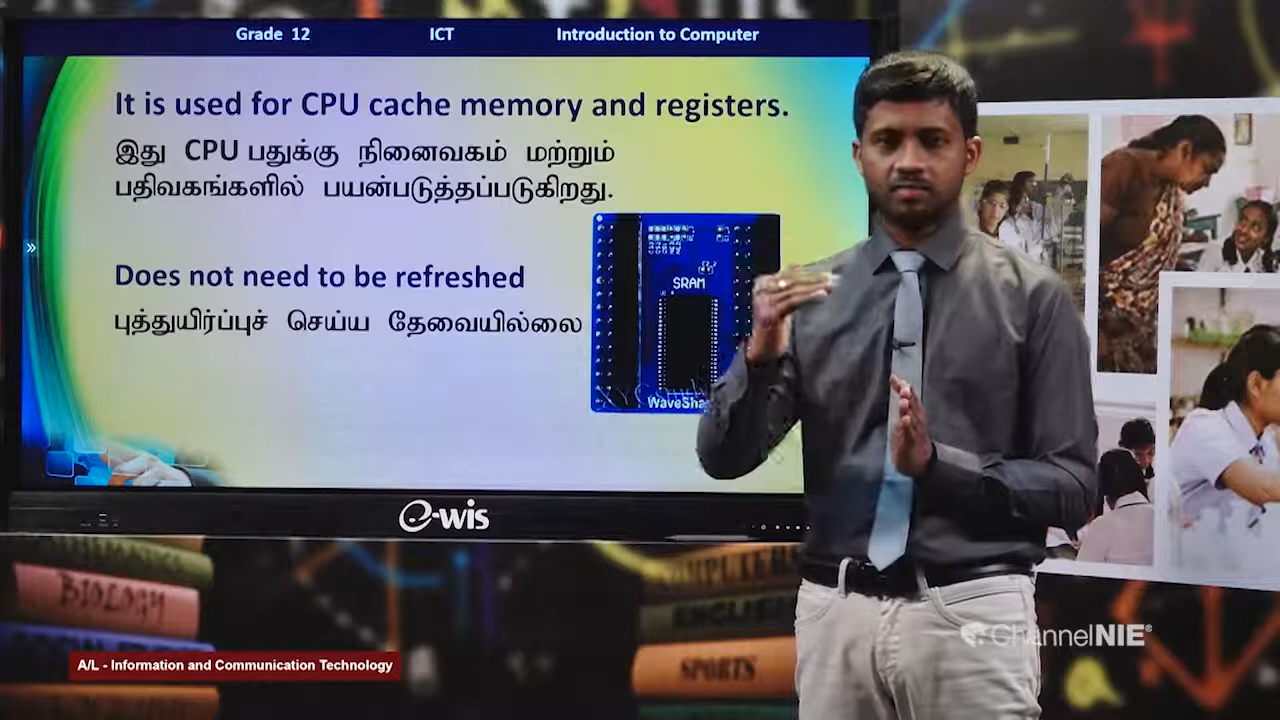 Grade 12 ICT Introduction to Computer
It is used for CPU cache memory and registers.
இது CPU பதுக்கு நினைவகம் மற்றும்
பதிவகங்களில் பயன்படுத்தப்படுகிறது.
Does not need to be refreshed
புத்துயிர்ப்புச் செய்ய தேவையில்லை
SRAM
e-wis
BIOLOGY
COMPUTERS
ENGLISH
SPORTS
ChannelNIE®
A/L - Information and Communication Technology